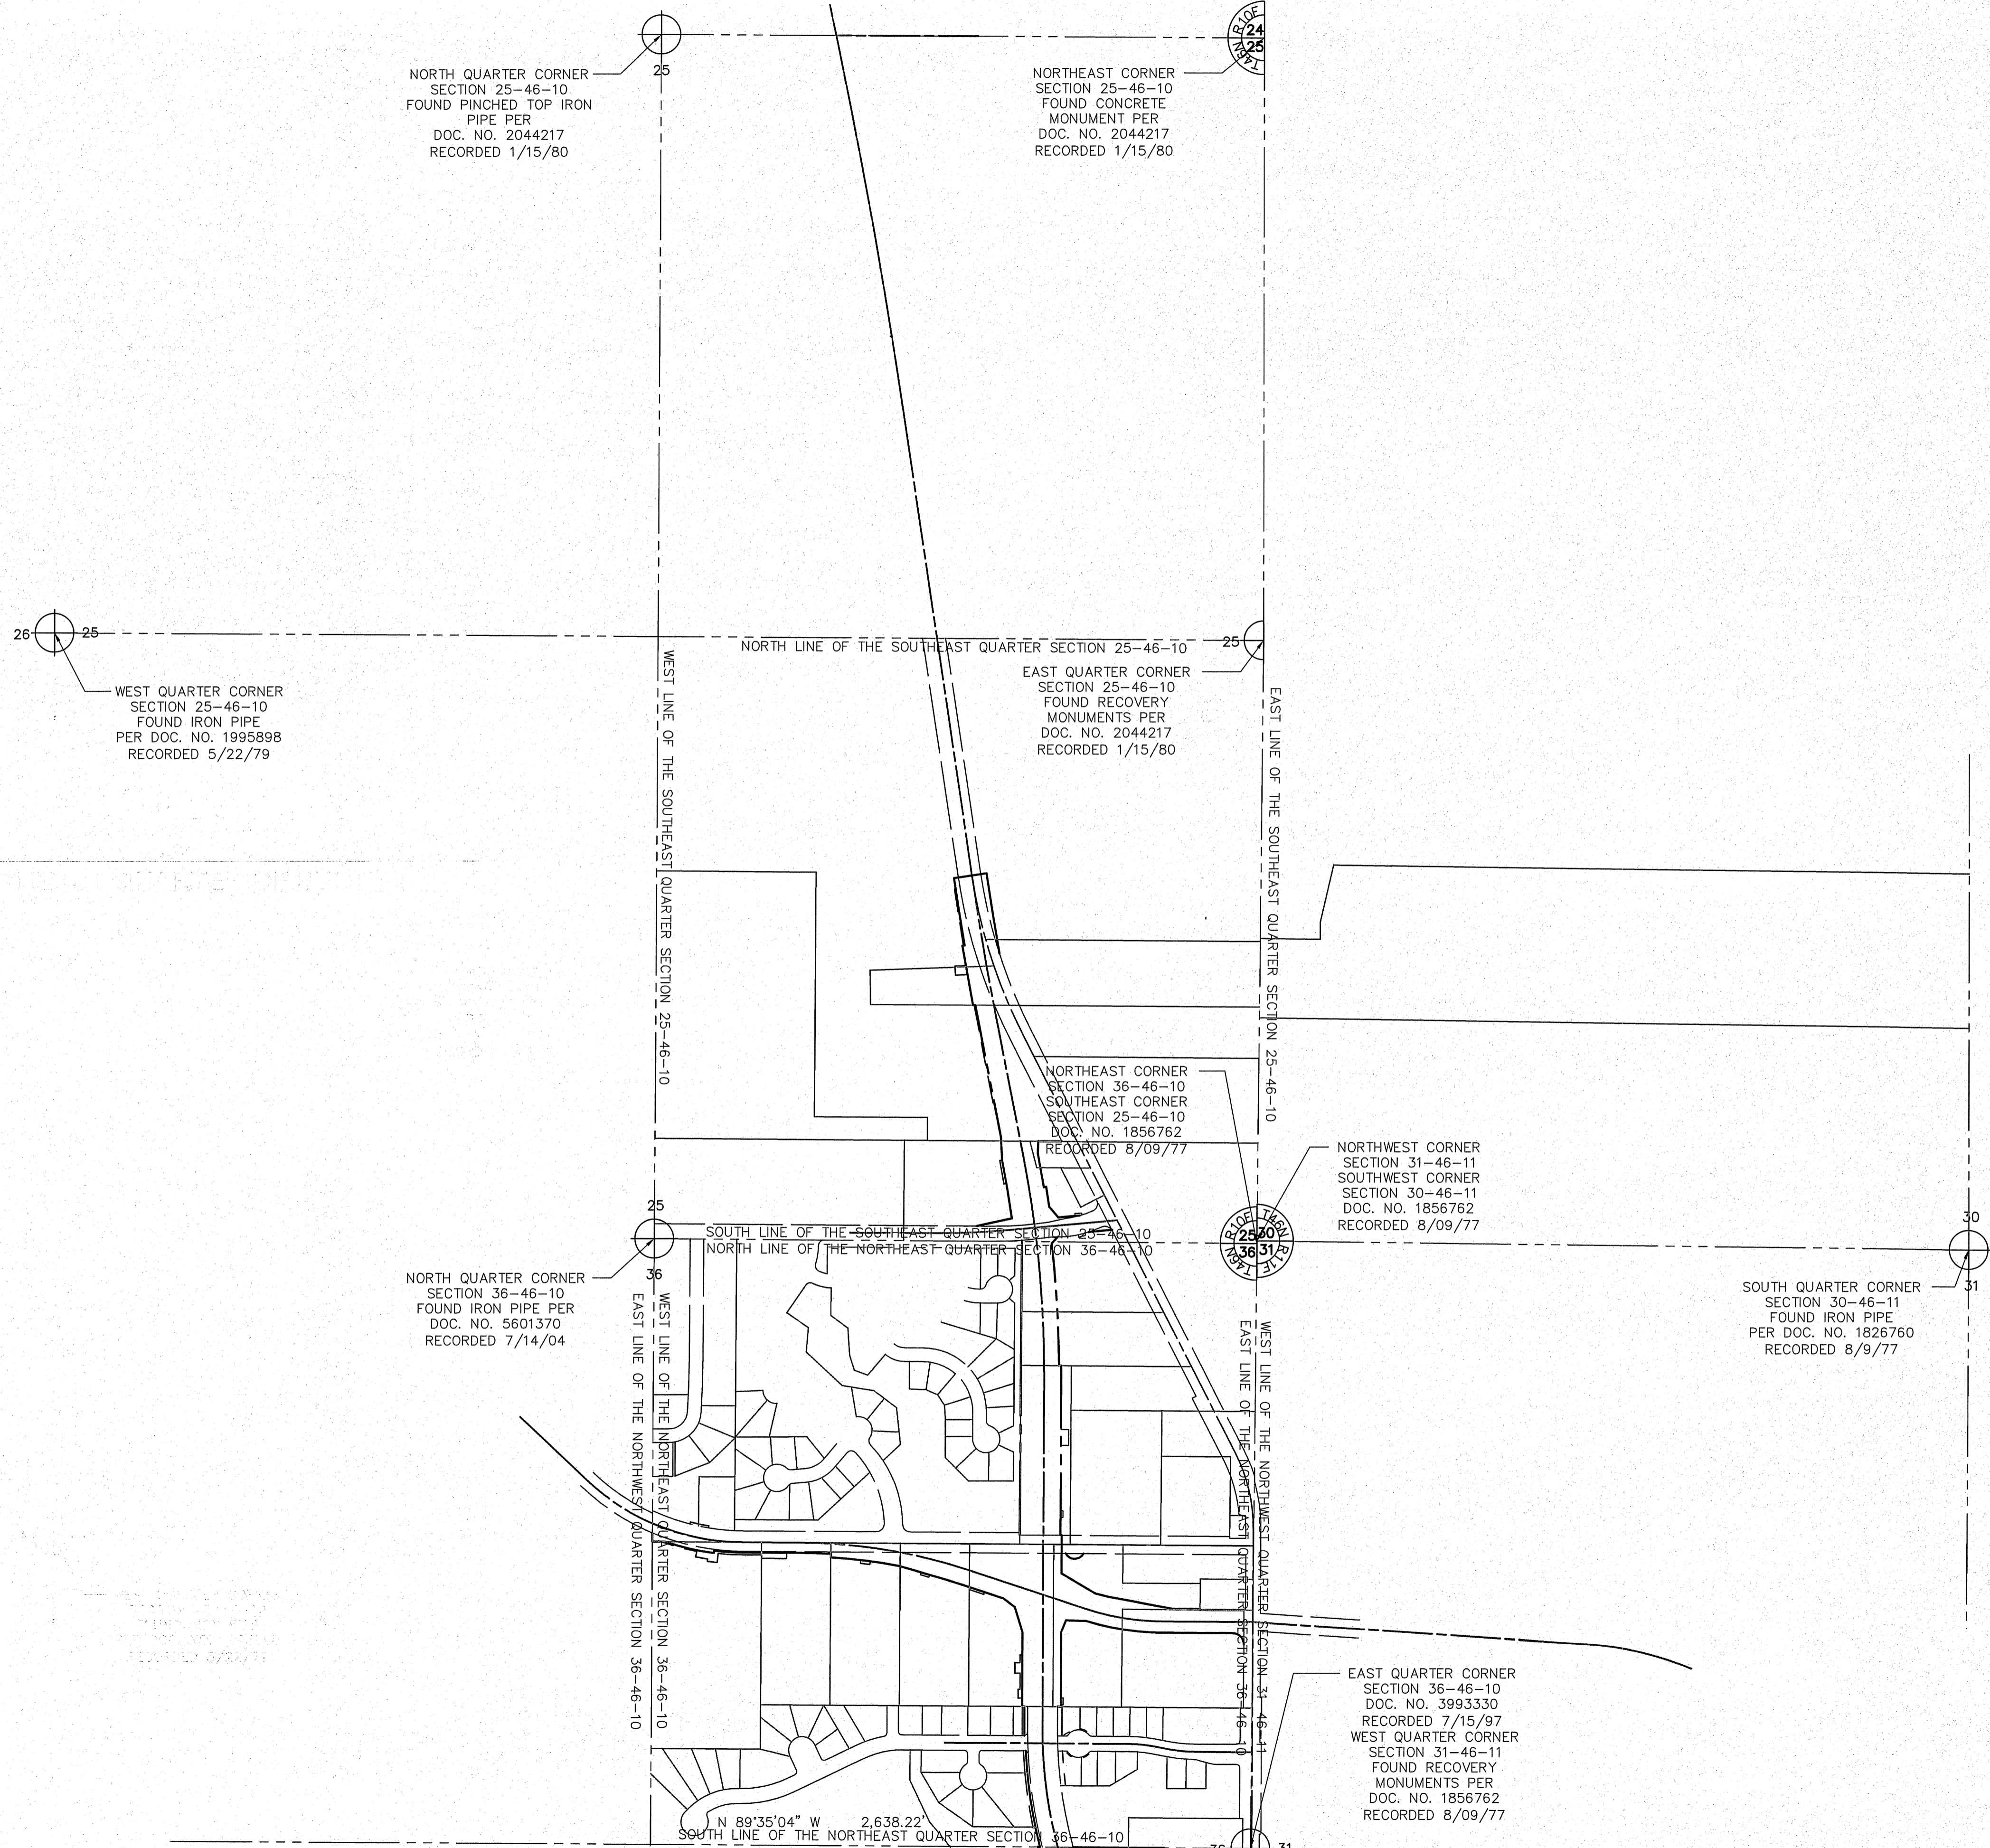 R10E
24
25
T46N
25
NORTH QUARTER CORNER
SECTION 25-46-10
FOUND PINCHED TOP IRON
PIPE PER
DOC. NO. 2044217
RECORDED 1/15/80
NORTHEAST CORNER
SECTION 25-46-10
FOUND CONCRETE
MONUMENT PER
DOC. NO. 2044217
RECORDED 1/15/80
26
25
WEST QUARTER CORNER
SECTION 25-46-10
FOUND IRON PIPE
PER DOC. NO. 1995898
RECORDED 5/22/79
NORTH LINE OF THE SOUTHEAST QUARTER SECTION 25-46-10
25
EAST QUARTER CORNER
SECTION 25-46-10
FOUND RECOVERY
MONUMENTS PER
DOC. NO. 2044217
RECORDED 1/15/80
WEST LINE OF THE SOUTHEAST QUARTER SECTION 25-46-10
EAST LINE OF THE SOUTHEAST QUARTER SECTION 25-46-10
NORTHEAST CORNER
SECTION 36-46-10
SOUTHEAST CORNER
SECTION 25-46-10
DOC. NO. 1856762
RECORDED 8/09/77
NORTHWEST CORNER
SECTION 31-46-11
SOUTHWEST CORNER
SECTION 30-46-11
DOC. NO. 1856762
RECORDED 8/09/77
25
SOUTH LINE OF THE SOUTHEAST QUARTER SECTION 25-46-10
NORTH LINE OF THE NORTHEAST QUARTER SECTION 36-46-10
36
R10E
T46N
25
30
36
31
T46N
R11E
30
31
NORTH QUARTER CORNER
SECTION 36-46-10
FOUND IRON PIPE PER
DOC. NO. 5601370
RECORDED 7/14/04
SOUTH QUARTER CORNER
SECTION 30-46-11
FOUND IRON PIPE
PER DOC. NO. 1826760
RECORDED 8/9/77
EAST LINE OF THE NORTHWEST QUARTER SECTION 36-46-10
WEST LINE OF THE NORTHEAST QUARTER SECTION 36-46-10
EAST LINE OF THE NORTHEAST QUARTER SECTION 36-46-10
WEST LINE OF THE NORTHWEST QUARTER SECTION 31-46-11
EAST QUARTER CORNER
SECTION 36-46-10
DOC. NO. 3993330
RECORDED 7/15/97
WEST QUARTER CORNER
SECTION 31-46-11
FOUND RECOVERY
MONUMENTS PER
DOC. NO. 1856762
RECORDED 8/09/77
N 89°35'04" W 2,638.22'
SOUTH LINE OF THE NORTHEAST QUARTER SECTION 36-46-10
36
31